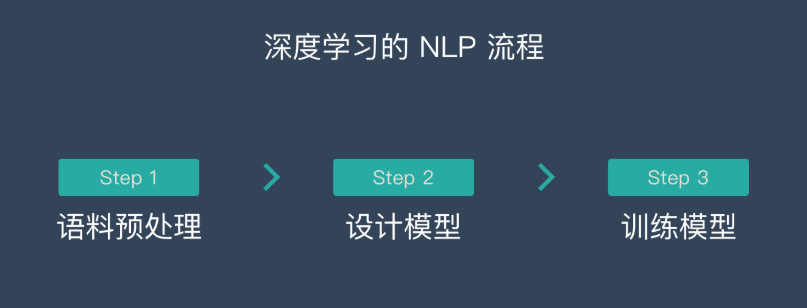 深度学习的 NLP 流程
Step 1
语料预处理
Step 2
设计模型
Step 3
训练模型